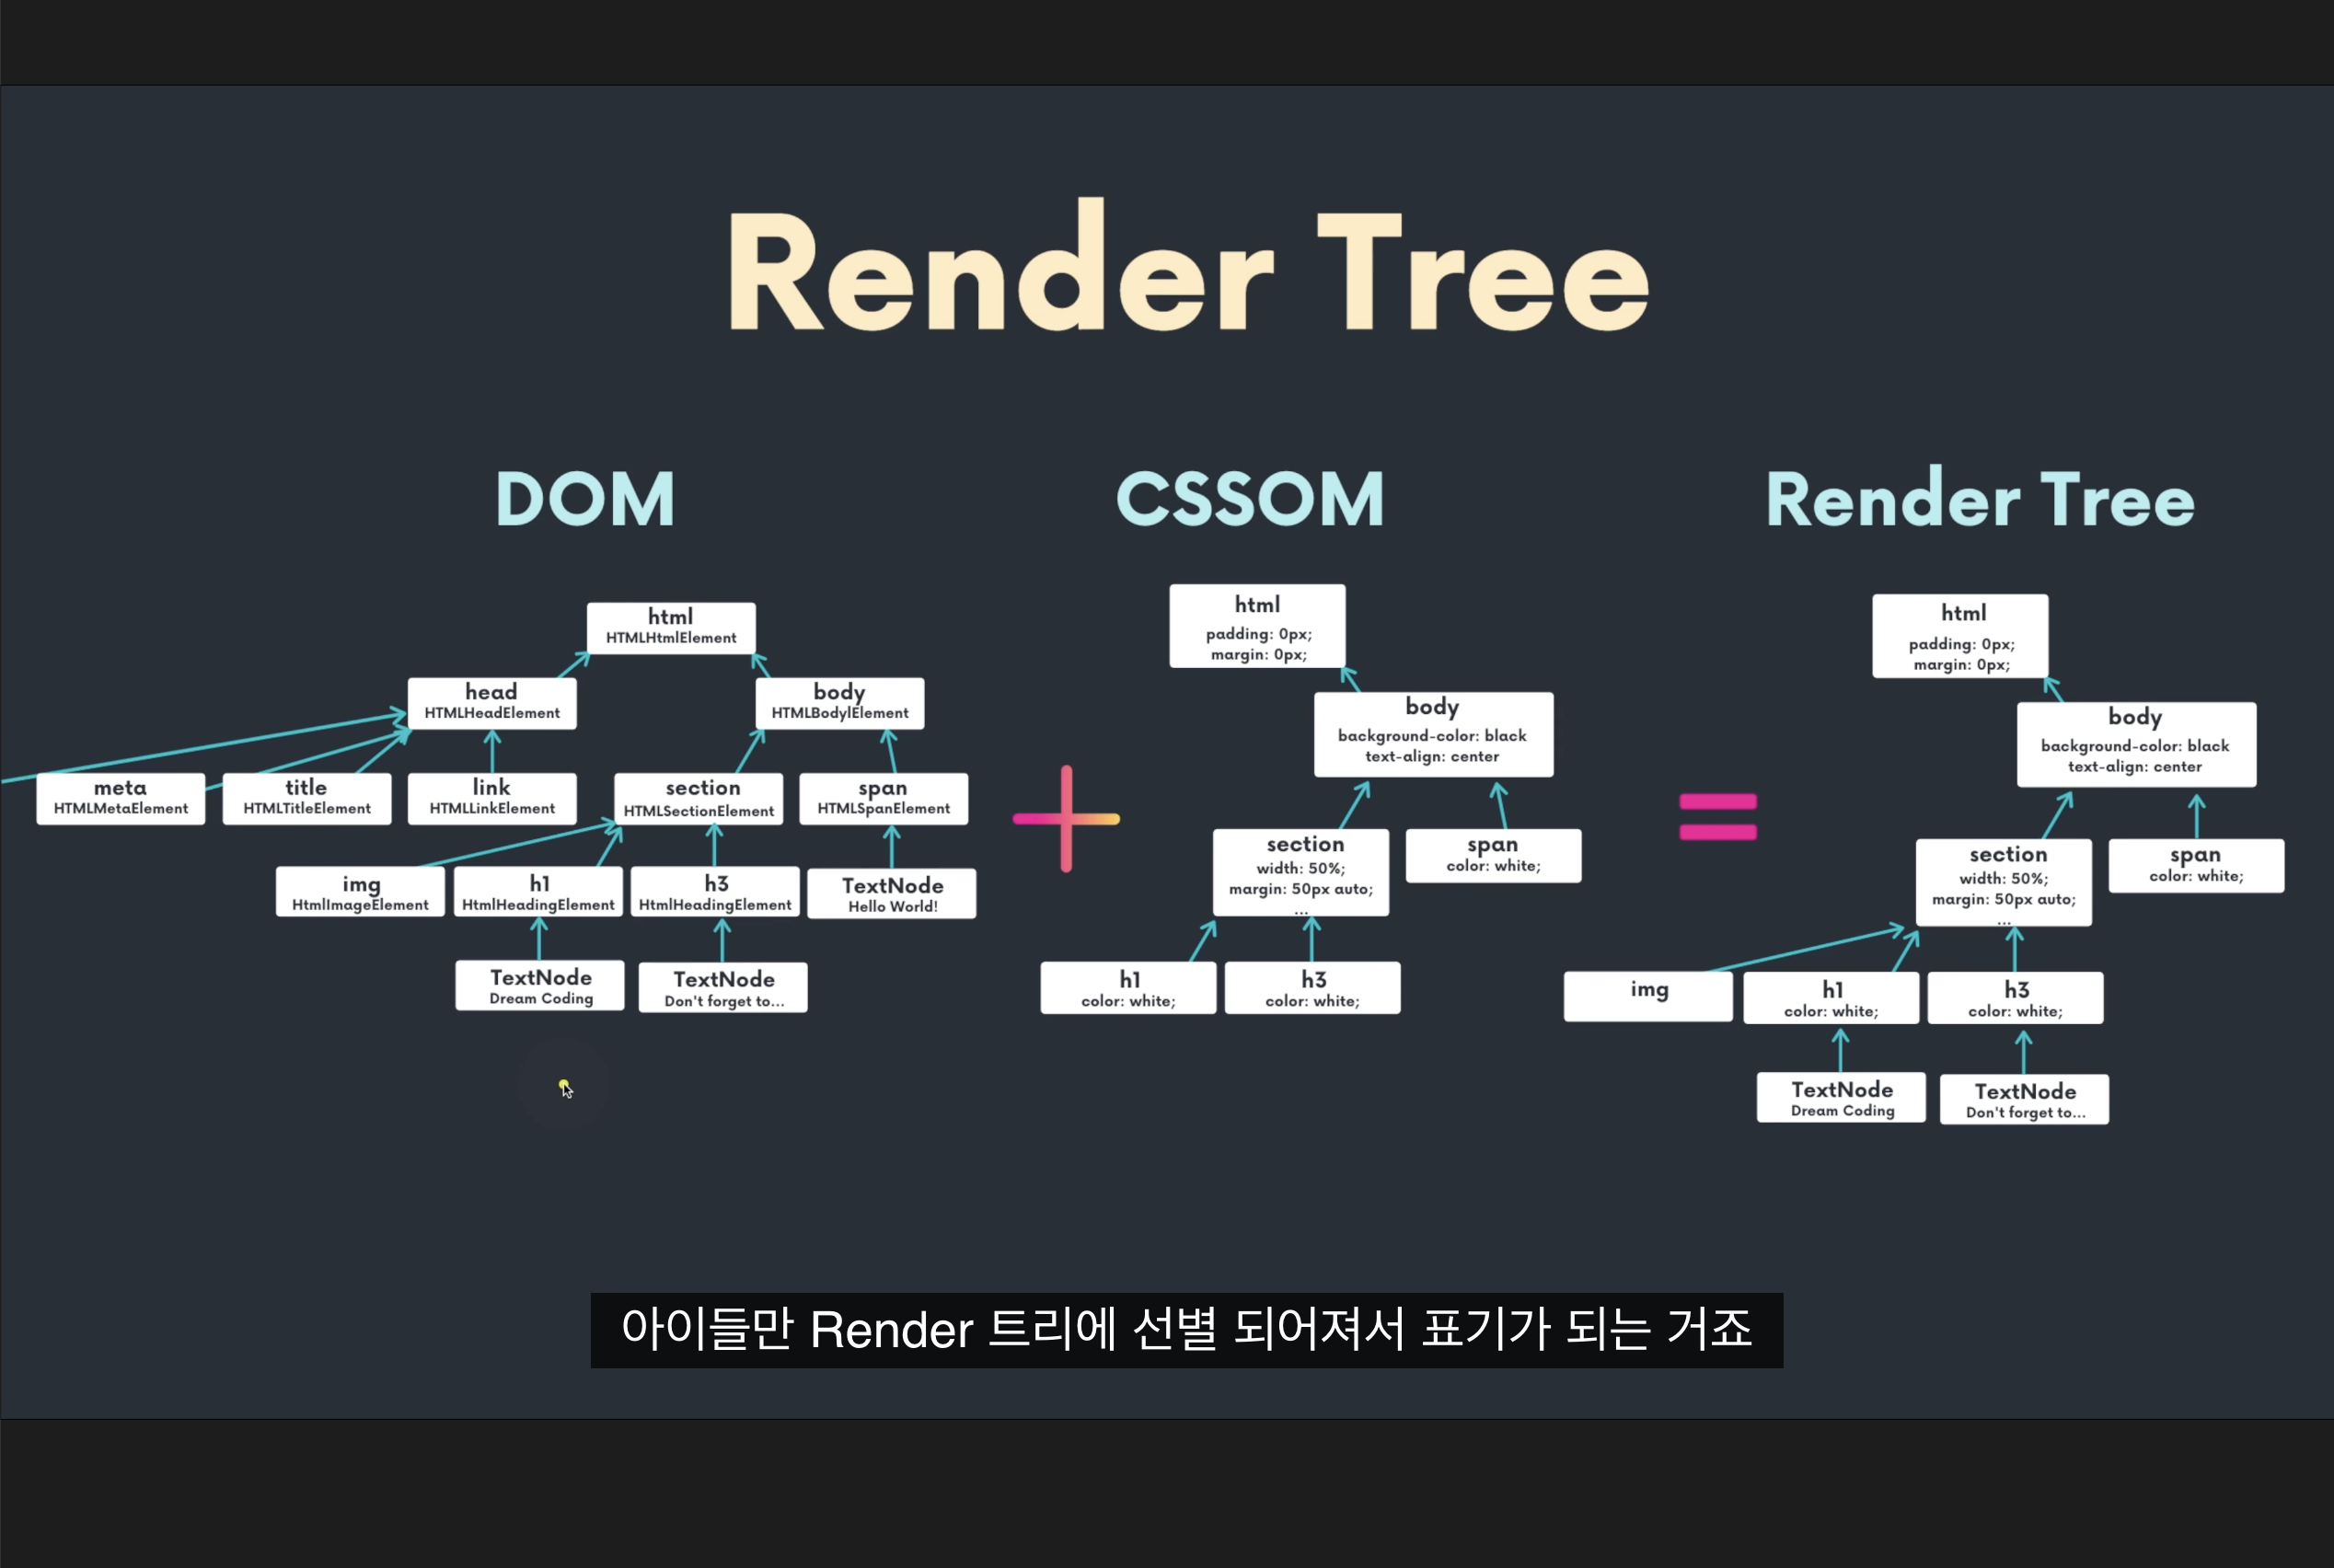 Render Tree
DOM
CSSOM
Render Tree
html
HTMLHtmlElement
head
HTMLHeadElement
body
HTMLBodylElement
meta
HTMLMetaElement
title
HTMLTitleElement
link
HTMLLinkElement
section
HTMLSectionElement
span
HTMLSpanElement
img
HtmlImageElement
h1
HtmlHeadingElement
h3
HtmlHeadingElement
TextNode
Hello World!
TextNode
Dream Coding
TextNode
Don't forget to...
html
padding: 0px;
margin: 0px;
body
background-color: black
text-align: center
section
width: 50%;
margin: 50px auto;
...
span
color: white;
h1
color: white;
h3
color: white;
html
padding: 0px;
margin: 0px;
body
background-color: black
text-align: center
section
width: 50%;
margin: 50px auto;
...
span
color: white;
img
h1
color: white;
h3
color: white;
TextNode
Dream Coding
TextNode
Don't forget to...
아이들만 Render 트리에 선별 되어져서 표기가 되는 거죠